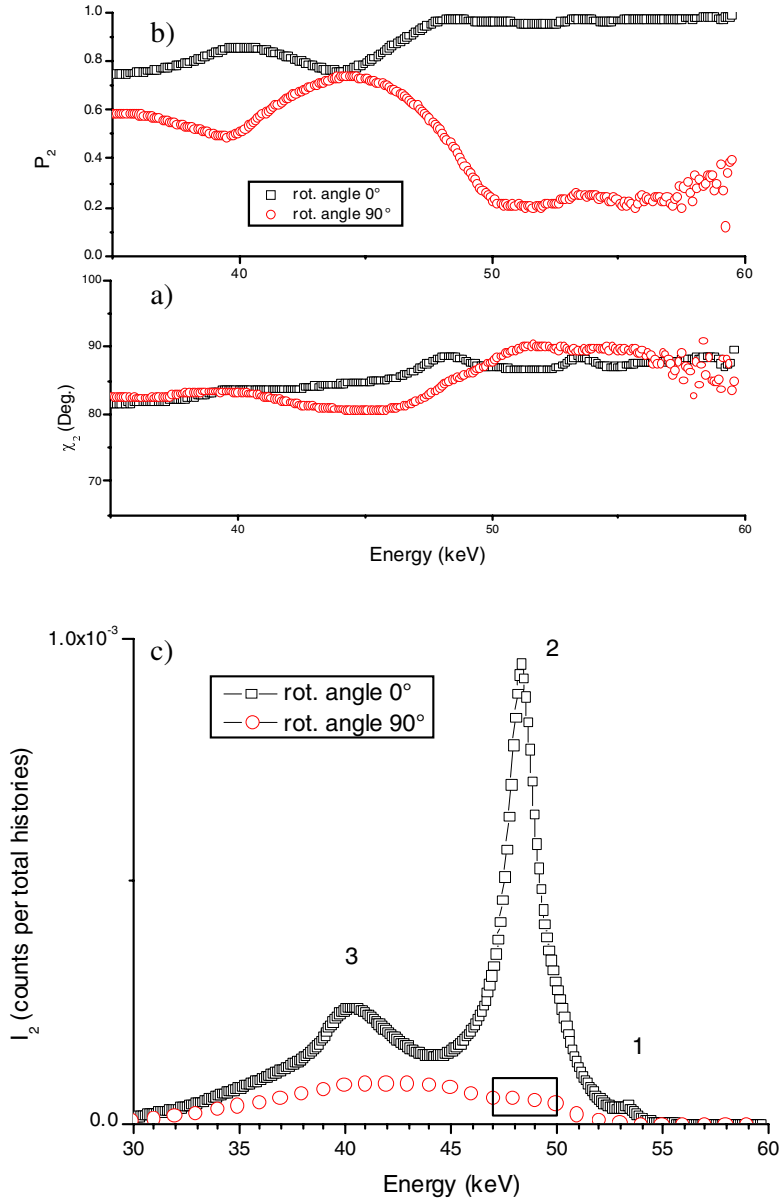 b)
1.0
0.8
0.6
0.4
0.2
0.0
P₂
rot. angle 0°
rot. angle 90°
40
50
60
a)
100
90
80
70
χ₂ (Deg.)
40
50
60
Energy (keV)
c)
1.0x10⁻³
0.0
I₂ (counts per total histories)
rot. angle 0°
rot. angle 90°
2
3
1
30
35
40
45
50
55
60
Energy (keV)